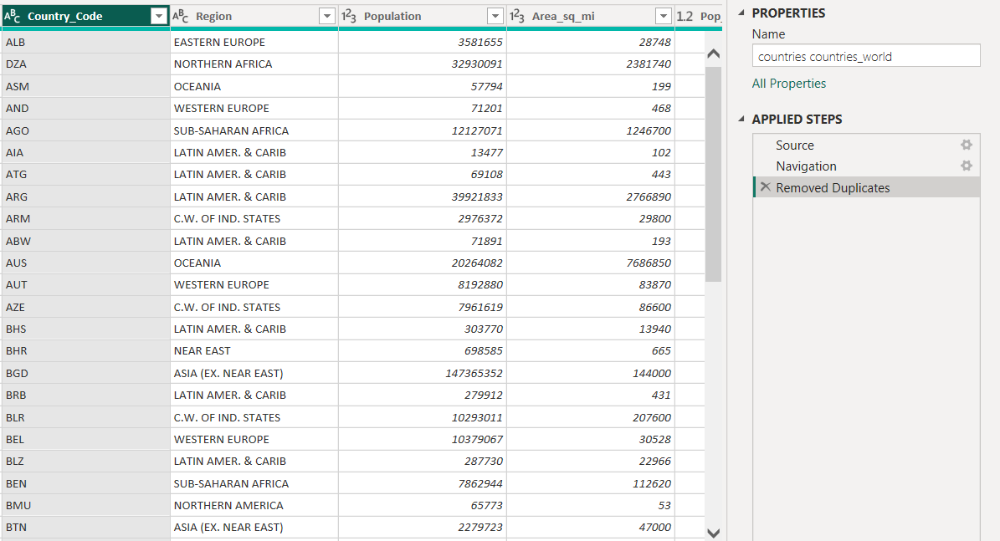 ABC Country_Code ABC Region 123 Population 123 Area_sq_mi 1.2 Pop_
ALB EASTERN EUROPE 3581655 28748
DZA NORTHERN AFRICA 32930091 2381740
ASM OCEANIA 57794 199
AND WESTERN EUROPE 71201 468
AGO SUB-SAHARAN AFRICA 12127071 1246700
AIA LATIN AMER. & CARIB 13477 102
ATG LATIN AMER. & CARIB 69108 443
ARG LATIN AMER. & CARIB 39921833 2766890
ARM C.W. OF IND. STATES 2976372 29800
ABW LATIN AMER. & CARIB 71891 193
AUS OCEANIA 20264082 7686850
AUT WESTERN EUROPE 8192880 83870
AZE C.W. OF IND. STATES 7961619 86600
BHS LATIN AMER. & CARIB 303770 13940
BHR NEAR EAST 698585 665
BGD ASIA (EX. NEAR EAST) 147365352 144000
BRB LATIN AMER. & CARIB 279912 431
BLR C.W. OF IND. STATES 10293011 207600
BEL WESTERN EUROPE 10379067 30528
BLZ LATIN AMER. & CARIB 287730 22966
BEN SUB-SAHARAN AFRICA 7862944 112620
BMU NORTHERN AMERICA 65773 53
BTN ASIA (EX. NEAR EAST) 2279723 47000
PROPERTIES
Name
countries countries_world
All Properties
APPLIED STEPS
Source
Navigation
Removed Duplicates